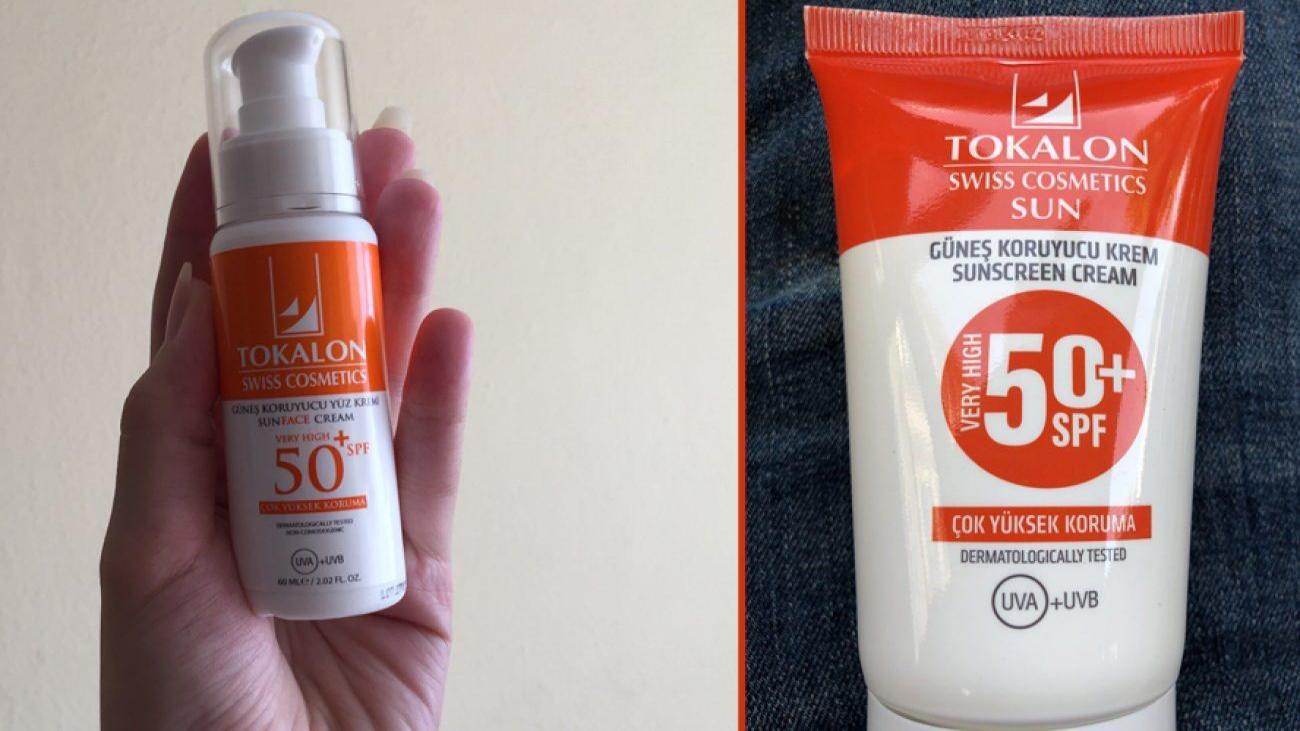 TOKALON
SWISS COSMETICS
GÜNEŞ KORUYUCU YÜZ KREMİ
SUNFACE CREAM
VERY HIGH
50+ SPF
ÇOK YÜKSEK KORUMA
DERMATOLOGICALLY TESTED
NON-COMODOGENIC
UVA+UVB
60 ML℮ / 2.02 FL. OZ.
TOKALON
SWISS COSMETICS
SUN
GÜNEŞ KORUYUCU KREM
SUNSCREEN CREAM
VERY HIGH
50+
SPF
ÇOK YÜKSEK KORUMA
DERMATOLOGICALLY TESTED
UVA+UVB